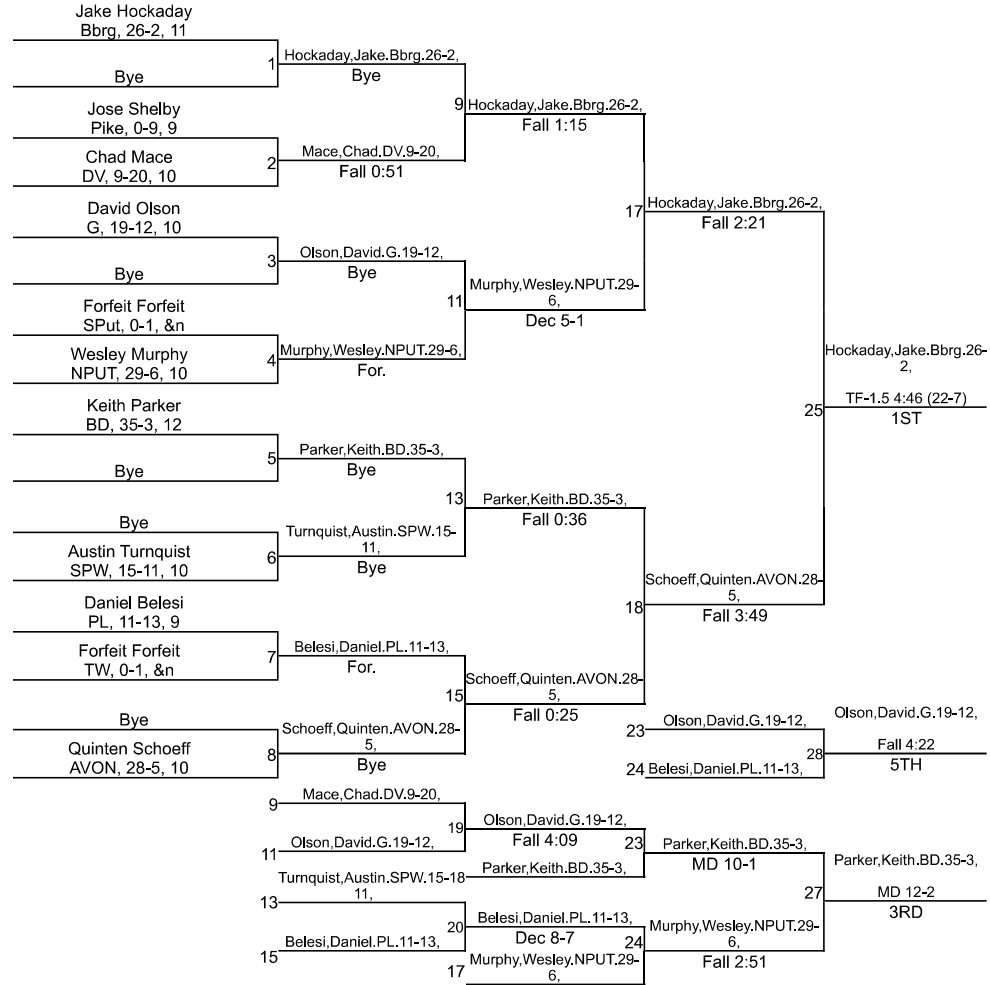 Jake Hockaday
Bbrg, 26-2, 11
1
Hockaday,Jake.Bbrg.26-2,
Bye
Bye
Jose Shelby
Pike, 0-9, 9
9
Hockaday,Jake.Bbrg.26-2,
Fall 1:15
Chad Mace
DV, 9-20, 10
2
Mace,Chad.DV.9-20,
Fall 0:51
David Olson
G, 19-12, 10
17
Hockaday,Jake.Bbrg.26-2,
Fall 2:21
3
Olson,David.G.19-12,
Bye
Bye
Forfeit Forfeit
SPut, 0-1, &n
11
Murphy,Wesley.NPUT.29-
6,
Dec 5-1
Wesley Murphy
NPUT, 29-6, 10
4
Murphy,Wesley.NPUT.29-6,
For.
Hockaday,Jake.Bbrg.26-
2,
25
TF-1.5 4:46 (22-7)
1ST
Keith Parker
BD, 35-3, 12
5
Parker,Keith.BD.35-3,
Bye
Bye
13
Parker,Keith.BD.35-3,
Fall 0:36
Bye
Austin Turnquist
SPW, 15-11, 10
6
Turnquist,Austin.SPW.15-
11,
Bye
Schoeff,Quinten.AVON.28-
5,
18
Fall 3:49
Daniel Belesi
PL, 11-13, 9
7
Belesi,Daniel.PL.11-13,
For.
Forfeit Forfeit
TW, 0-1, &n
15
Schoeff,Quinten.AVON.28-
5,
Fall 0:25
Bye
Quinten Schoeff
AVON, 28-5, 10
8
Schoeff,Quinten.AVON.28-
5,
Bye
23
Olson,David.G.19-12,
Olson,David.G.19-12,
28
Fall 4:22
5TH
24
Belesi,Daniel.PL.11-13,
9
Mace,Chad.DV.9-20,
19
Olson,David.G.19-12,
Fall 4:09
11
Olson,David.G.19-12,
23
Parker,Keith.BD.35-3,
MD 10-1
18
Parker,Keith.BD.35-3,
Parker,Keith.BD.35-3,
27
MD 12-2
3RD
13
Turnquist,Austin.SPW.15-
11,
20
Belesi,Daniel.PL.11-13,
Dec 8-7
15
Belesi,Daniel.PL.11-13,
24
Murphy,Wesley.NPUT.29-
6,
Fall 2:51
17
Murphy,Wesley.NPUT.29-
6,